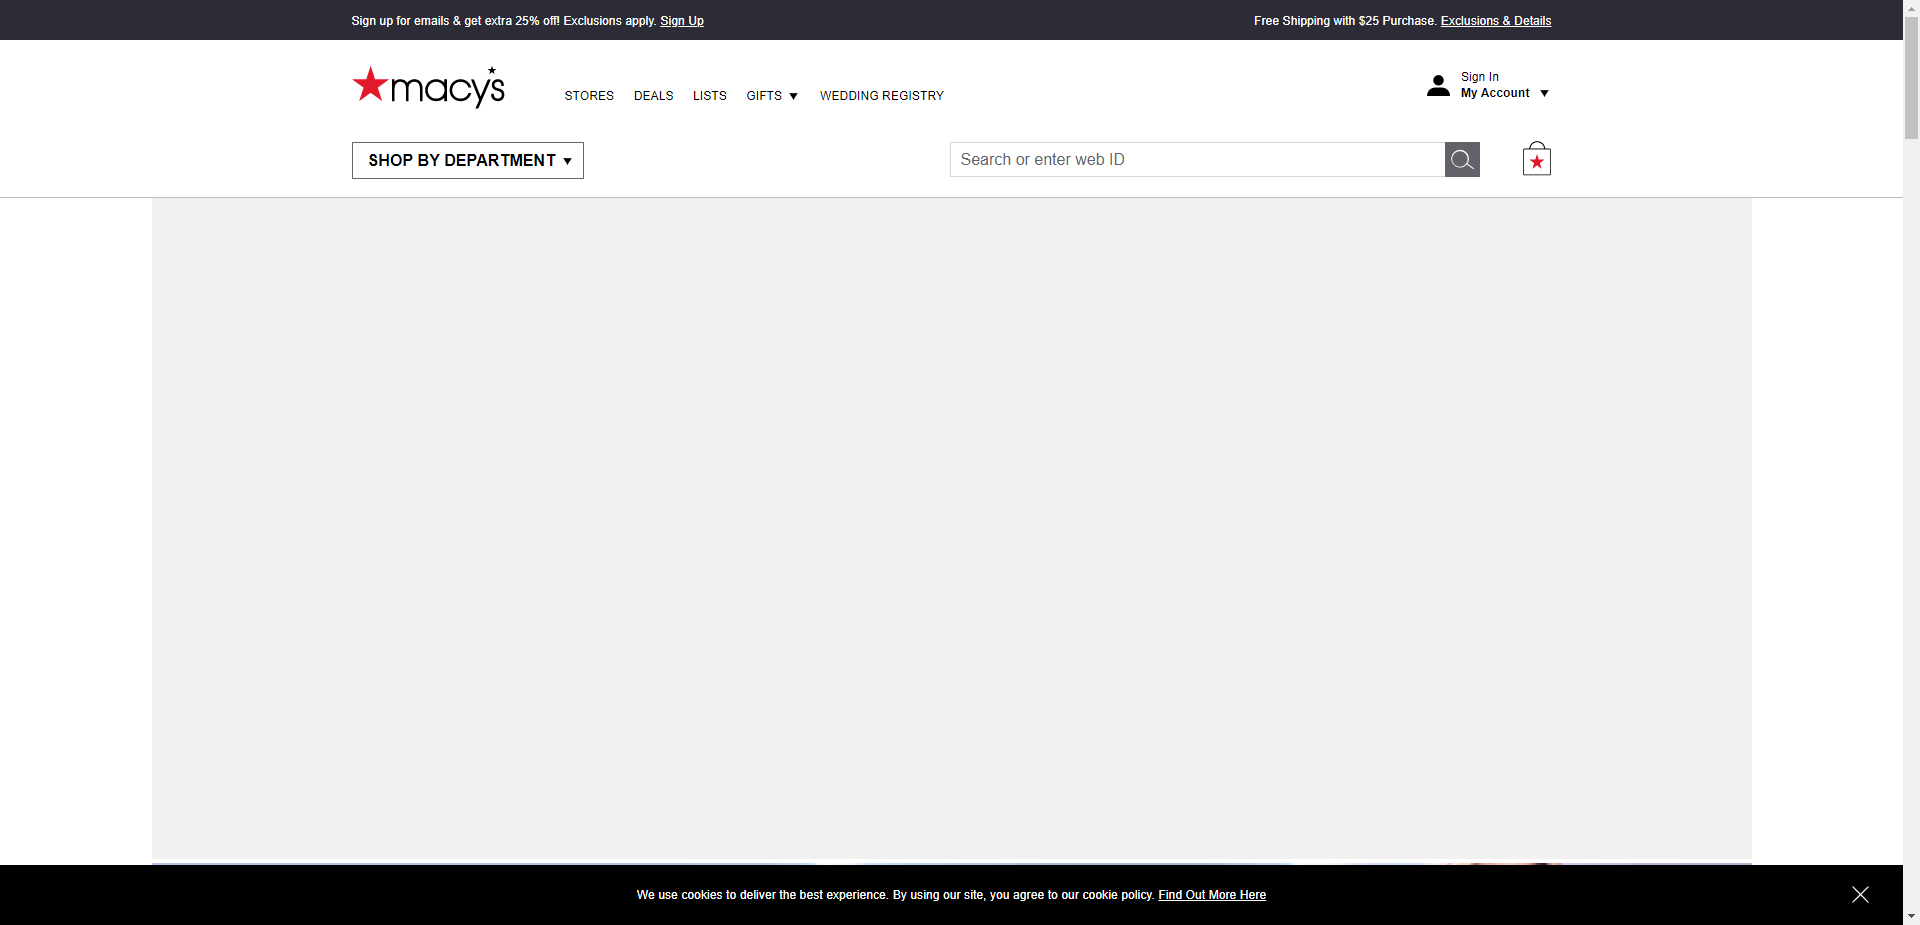 Sign up for emails & get extra 25% off! Exclusions apply. Sign Up
Free Shipping with $25 Purchase. Exclusions & Details
macy's
STORES
DEALS
LISTS
GIFTS
WEDDING REGISTRY
Sign In
My Account
SHOP BY DEPARTMENT
Search or enter web ID
We use cookies to deliver the best experience. By using our site, you agree to our cookie policy. Find Out More Here